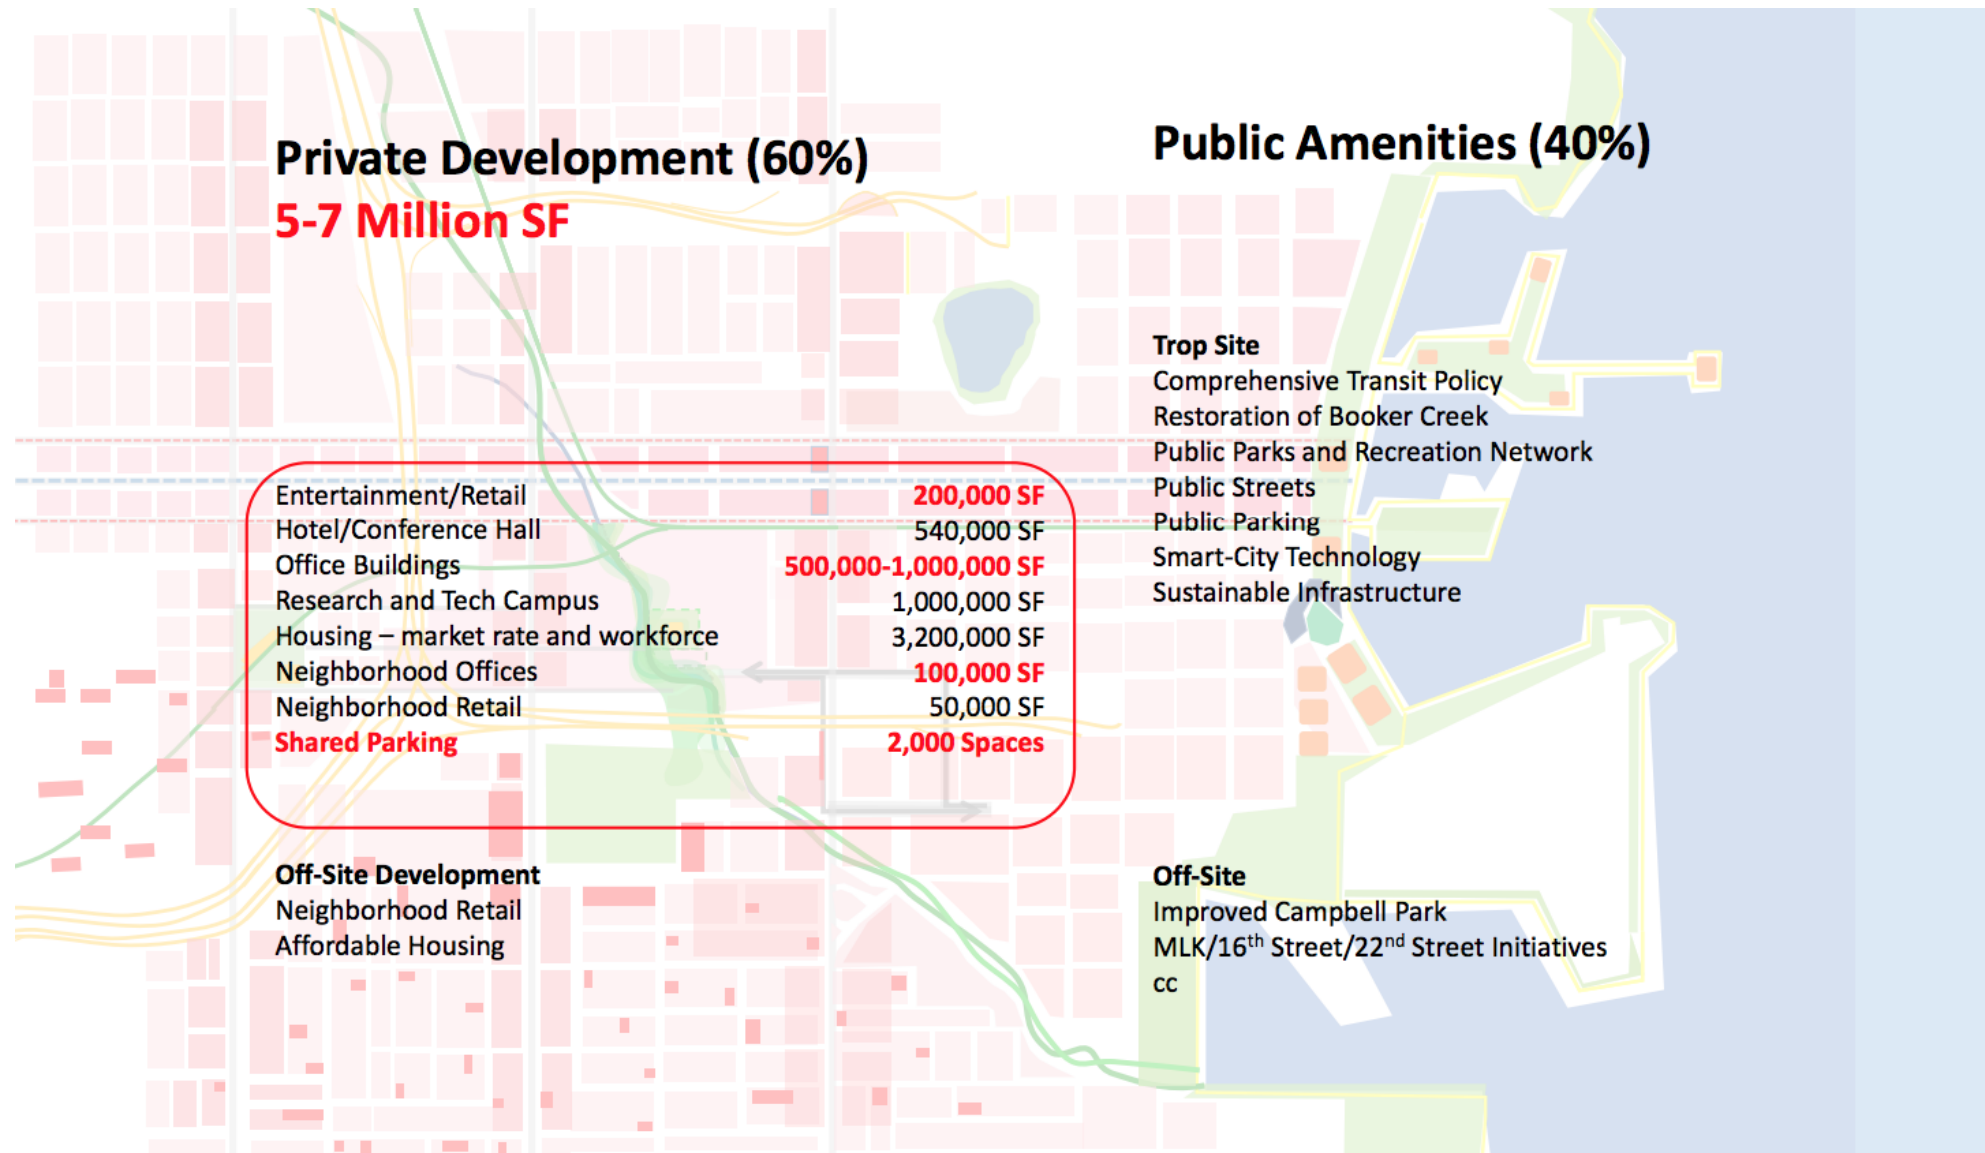 Private Development (60%)
5-7 Million SF
Entertainment/Retail 200,000 SF
Hotel/Conference Hall 540,000 SF
Office Buildings 500,000-1,000,000 SF
Research and Tech Campus 1,000,000 SF
Housing – market rate and workforce 3,200,000 SF
Neighborhood Offices 100,000 SF
Neighborhood Retail 50,000 SF
Shared Parking 2,000 Spaces
Off-Site Development
Neighborhood Retail
Affordable Housing
Public Amenities (40%)
Trop Site
Comprehensive Transit Policy
Restoration of Booker Creek
Public Parks and Recreation Network
Public Streets
Public Parking
Smart-City Technology
Sustainable Infrastructure
Off-Site
Improved Campbell Park
MLK/16th Street/22nd Street Initiatives
cc